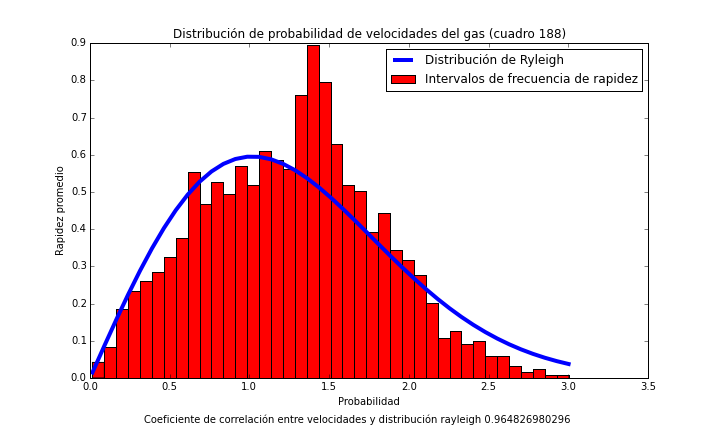 Distribución de probabilidad de velocidades del gas (cuadro 188)
Distribución de Ryleigh
Intervalos de frecuencia de rapidez
Rapidez promedio
0.9
0.8
0.7
0.6
0.5
0.4
0.3
0.2
0.1
0.0
0.0 0.5 1.0 1.5 2.0 2.5 3.0 3.5
Probabilidad
Coeficiente de correlación entre velocidades y distribución rayleigh 0.964826980296